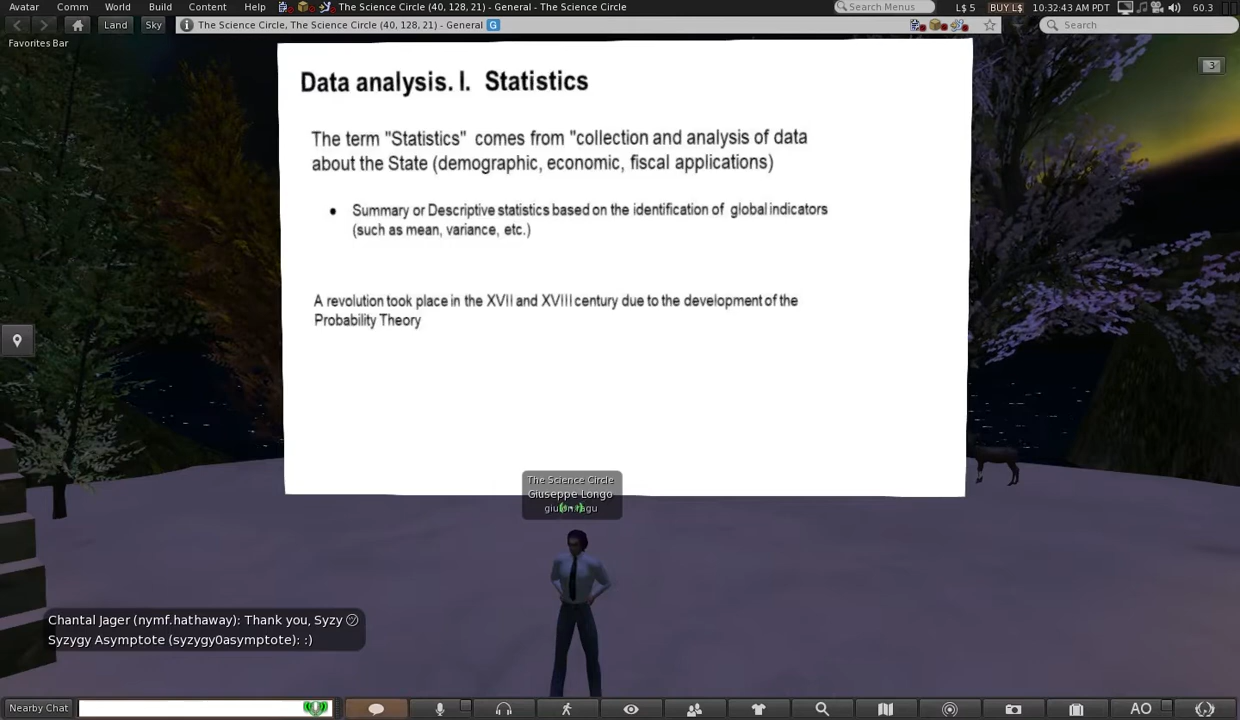 Avatar Comm World Build Content Help The Science Circle (40, 128, 21) - General - The Science Circle Search Menus L$ 5 BUY L$ 10:32:43 AM PDT 60.3
Land Sky The Science Circle, The Science Circle (40, 128, 21) - General G Search
Favorites Bar
3
Data analysis. I. Statistics
The term "Statistics" comes from "collection and analysis of data
about the State (demographic, economic, fiscal applications)
• Summary or Descriptive statistics based on the identification of global indicators
(such as mean, variance, etc.)
A revolution took place in the XVII and XVIII century due to the development of the
Probability Theory
The Science Circle
Giuseppe Longo
Chantal Jager (nymf.hathaway): Thank you, Syzy ㋡
Syzygy Asymptote (syzygy0asymptote): :)
Nearby Chat AO